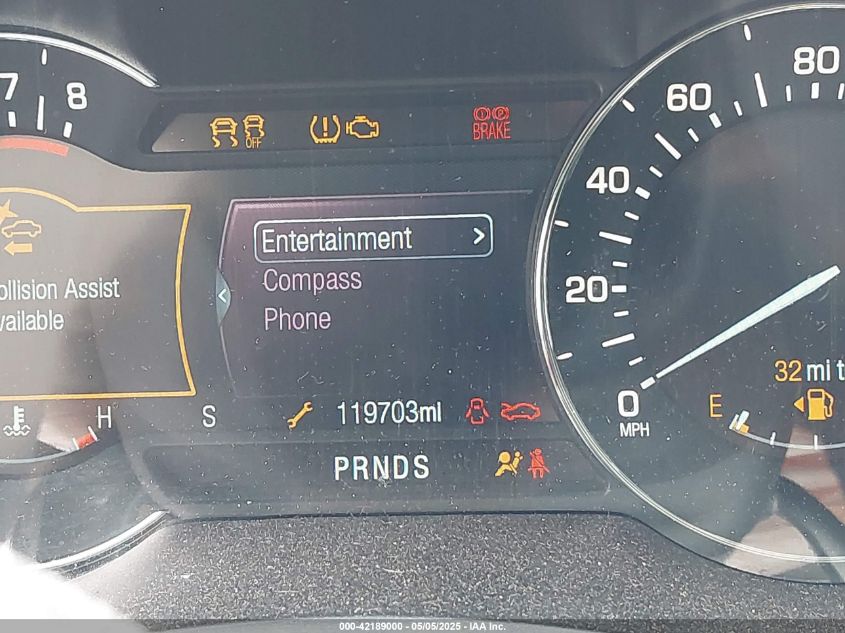 7
8
OFF
BRAKE
60
80
40
20
0
MPH
Entertainment >
Compass
Phone
ollision Assist
vailable
H
S
119703mi
PRNDS
32 mi t
E
000-42189000 - 05/05/2025 - IAA Inc.